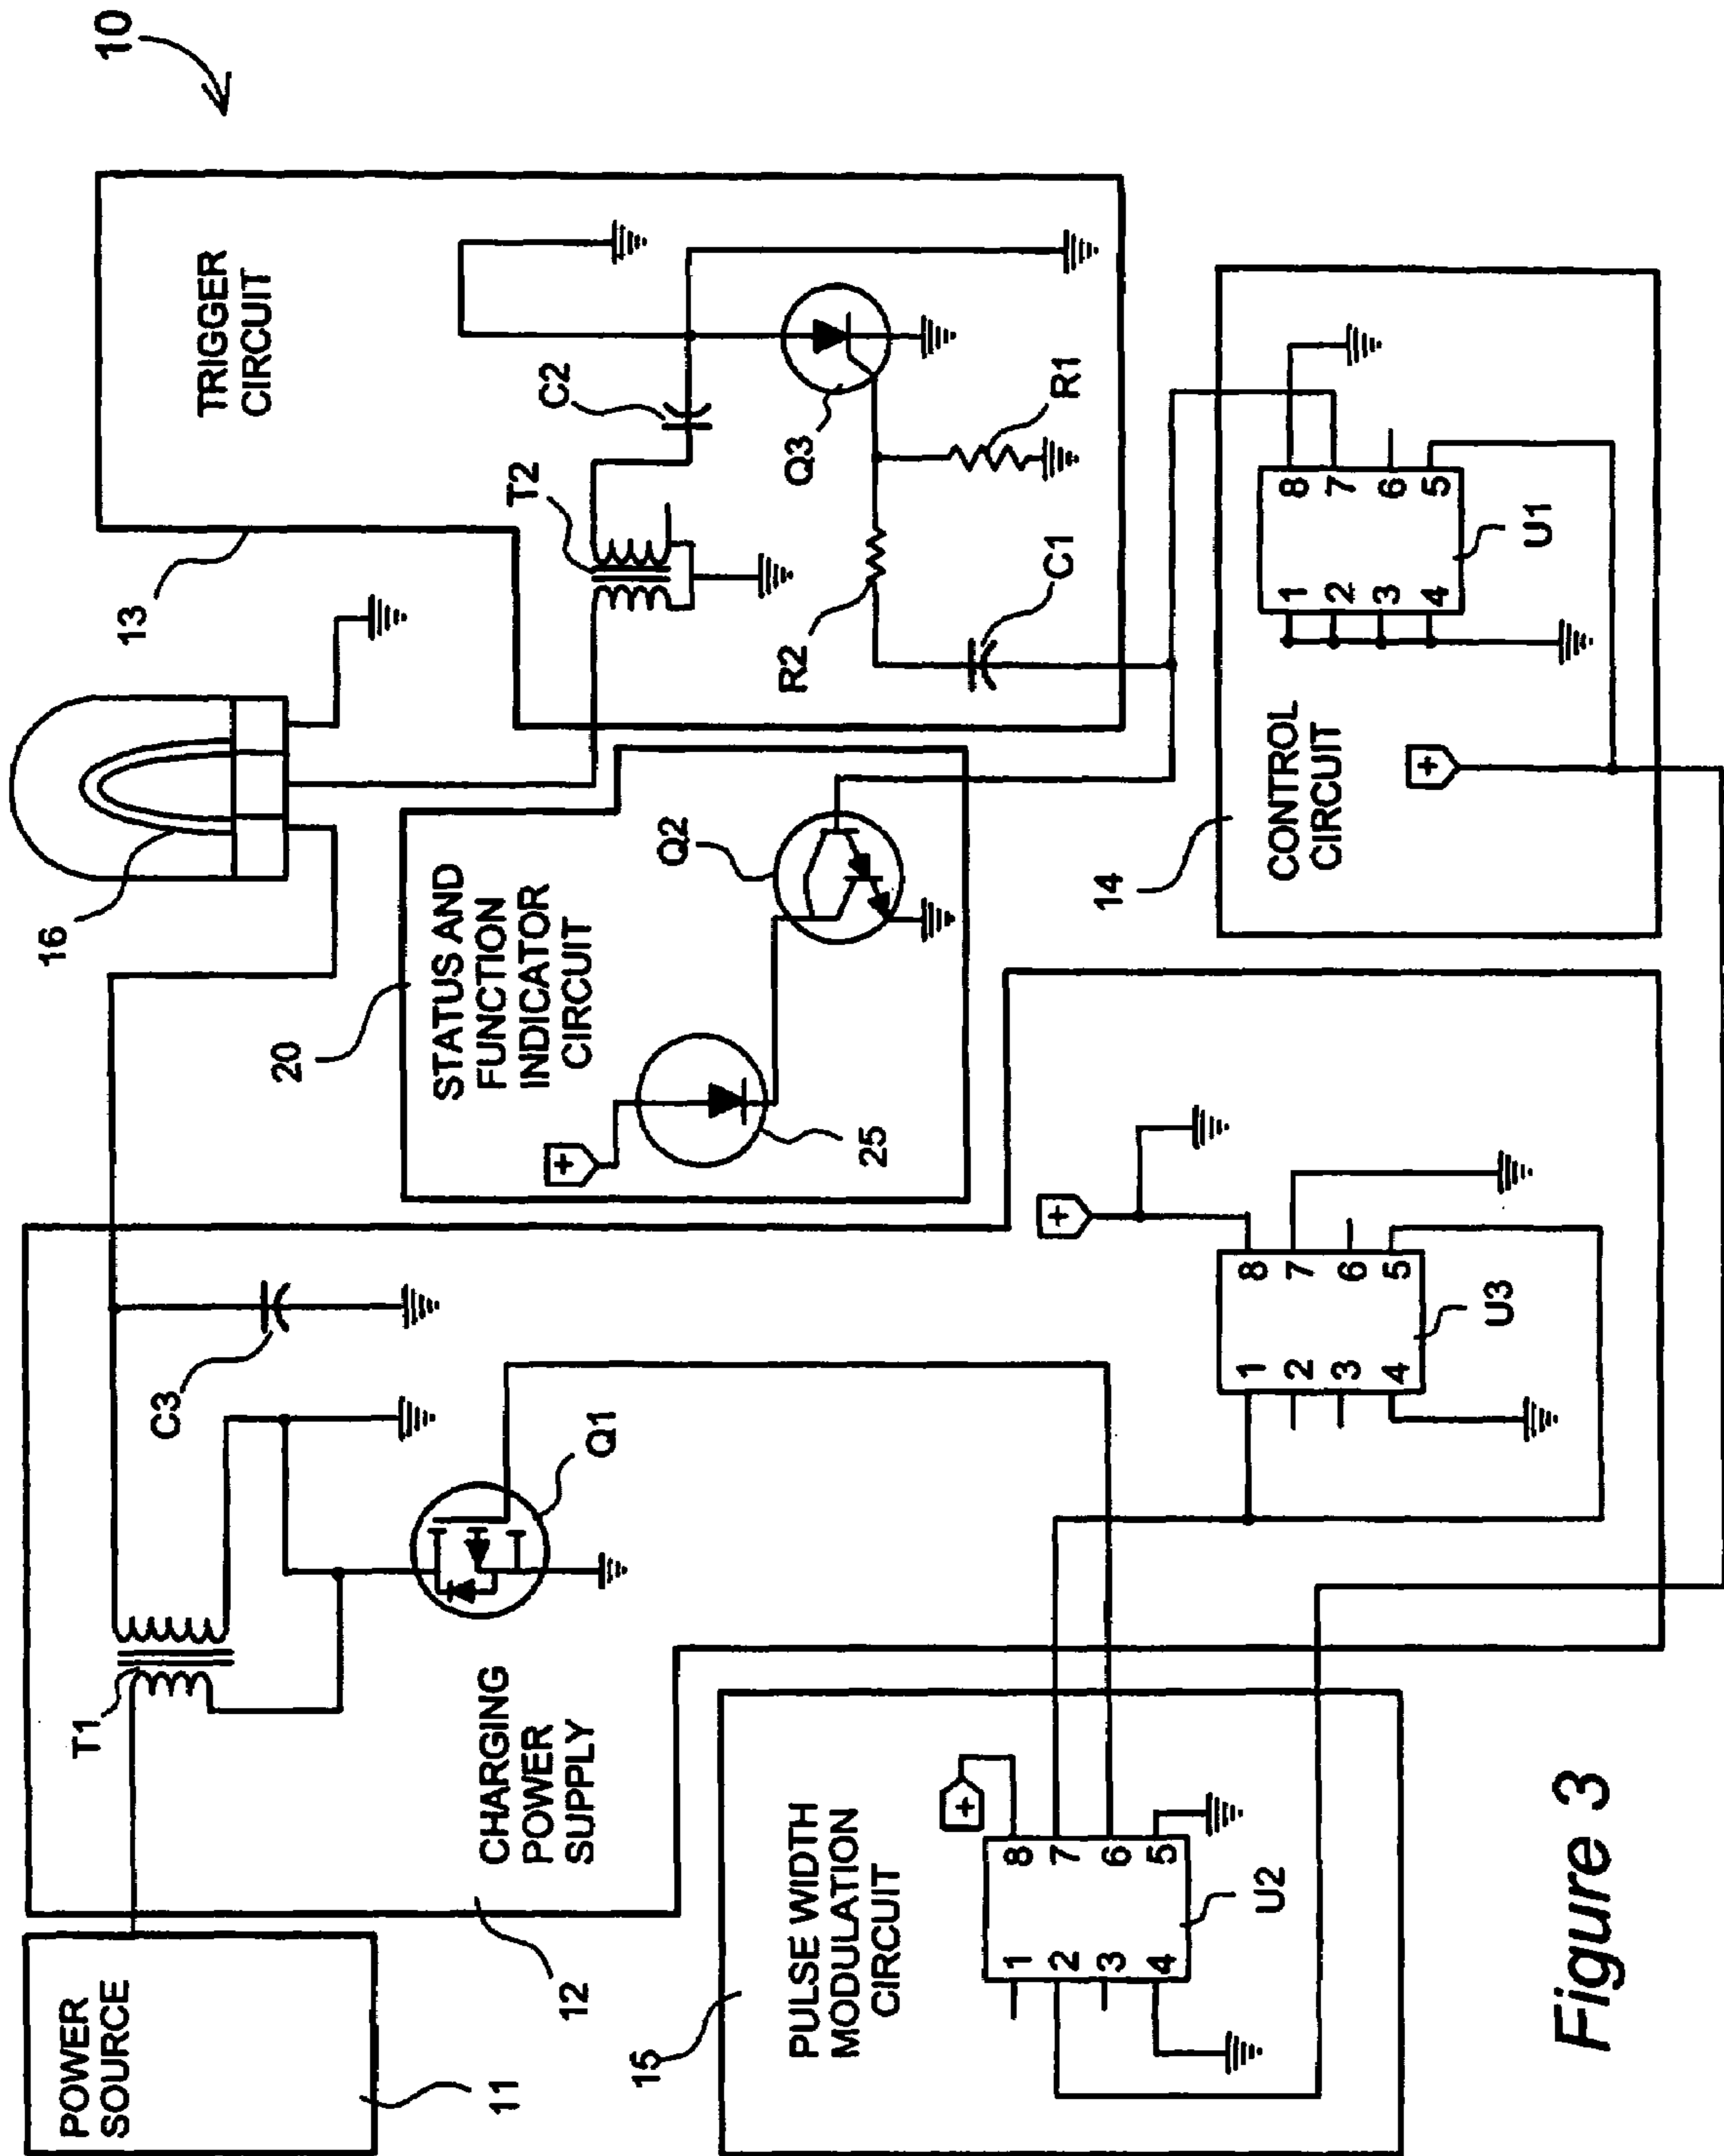 10
POWER
SOURCE
11
T1
C3
Q1
CHARGING
POWER
SUPPLY
12
16
13
TRIGGER
CIRCUIT
T2
C2
Q3
R2
R1
C1
20
STATUS AND
FUNCTION
INDICATOR
CIRCUIT
+
25
Q2
15
PULSE WIDTH
MODULATION
CIRCUIT
+
1
2
3
4
8
7
6
5
U2
+
1
2
3
4
8
7
6
5
U3
14
CONTROL
CIRCUIT
+
1
2
3
4
8
7
6
5
U1
Figure 3